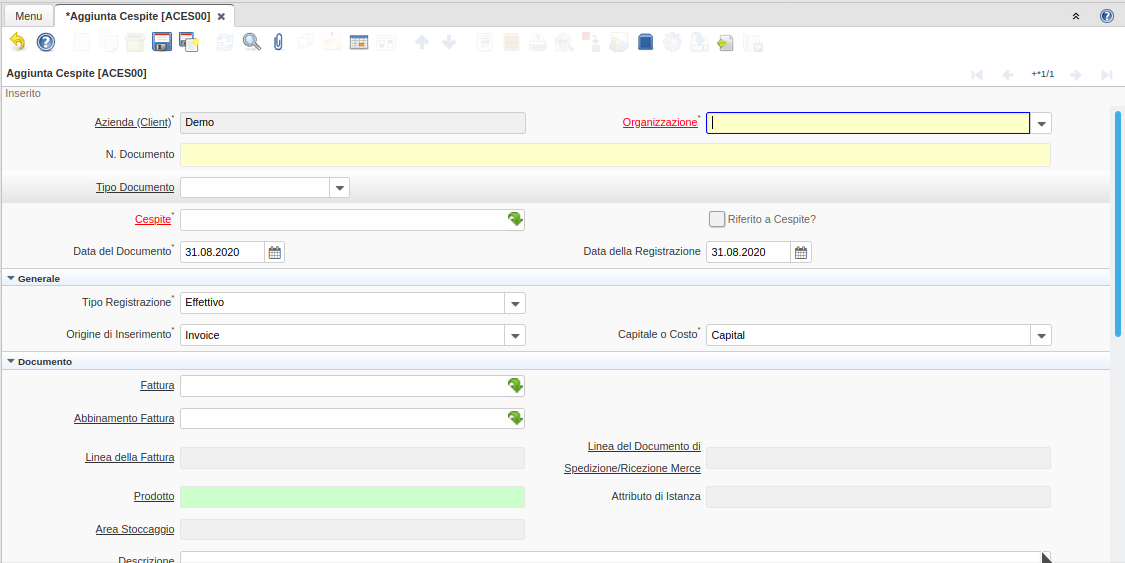 Menu *Aggiunta Cespite [ACES00]
Aggiunta Cespite [ACES00] +*1/1
Inserito
Azienda (Client)* Demo Organizzazione*
N. Documento
Tipo Documento
Cespite* Riferito a Cespite?
Data del Documento* 31.08.2020 Data della Registrazione 31.08.2020
Generale
Tipo Registrazione* Effettivo
Origine di Inserimento* Invoice Capitale o Costo* Capital
Documento
Fattura
Abbinamento Fattura
Linea della Fattura Linea del Documento di
Spedizione/Ricezione Merce
Prodotto Attributo di Istanza
Area Stoccaggio
Descrizione